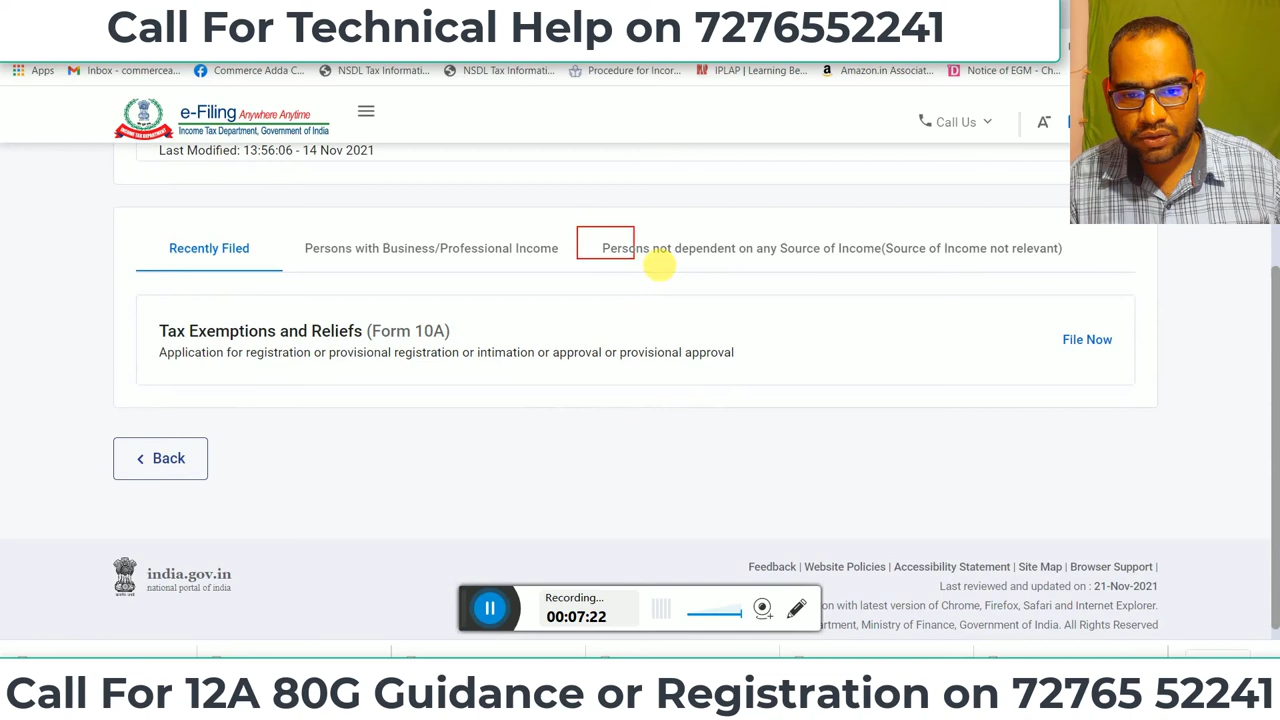 Call For Technical Help on 7276552241
Apps
Inbox - commercea...
Commerce Adda C...
NSDL Tax Informati...
NSDL Tax Informati...
Procedure for Incor...
IPLAP | Learning Be...
Amazon.in Associat...
Notice of EGM - Ch...
e-Filing Anywhere Anytime
Income Tax Department, Government of India
INCOME TAX DEPARTMENT
Call Us
A-
Last Modified: 13:56:06 - 14 Nov 2021
Recently Filed
Persons with Business/Professional Income
Persons not dependent on any Source of Income(Source of Income not relevant)
Tax Exemptions and Reliefs (Form 10A)
Application for registration or provisional registration or intimation or approval or provisional approval
File Now
Back
india.gov.in
national portal of india
Feedback | Website Policies | Accessibility Statement | Site Map | Browser Support |
Last reviewed and updated on : 21-Nov-2021
on with latest version of Chrome, Firefox, Safari and Internet Explorer.
Ministry of Finance, Government of India. All Rights Reserved
Recording...
00:07:22
Call For 12A 80G Guidance or Registration on 72765 52241